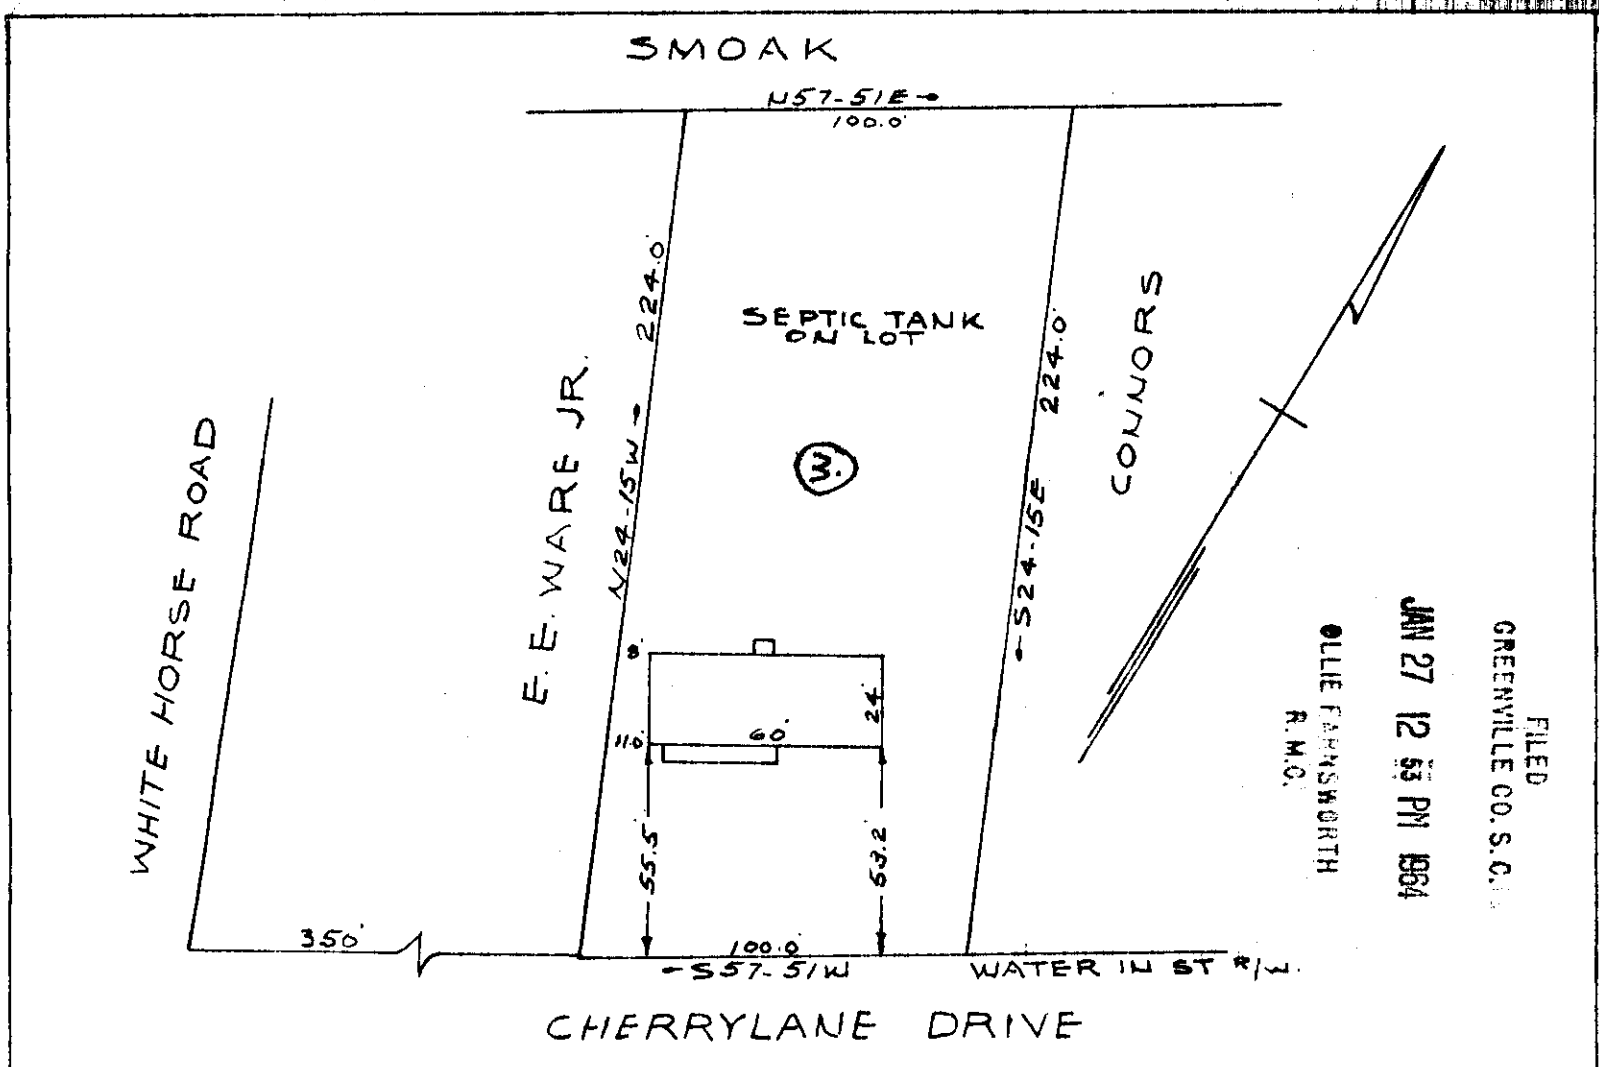 SMOAK
N57-51E
100.0'
224.0'
N24-15W
E. E. WARE JR.
WHITE HORSE ROAD
SEPTIC TANK
ON LOT
W.
224.0'
S24-15E
CONNORS
11.0'
60'
24'
55.5
53.2
350'
100.0'
S57-51W
WATER IN ST R/W.
CHERRYLANE DRIVE
FILED
GREENVILLE CO. S. C.
JAN 27 12 53 PM 1964
OLLIE FARNSWORTH
R. M. C.